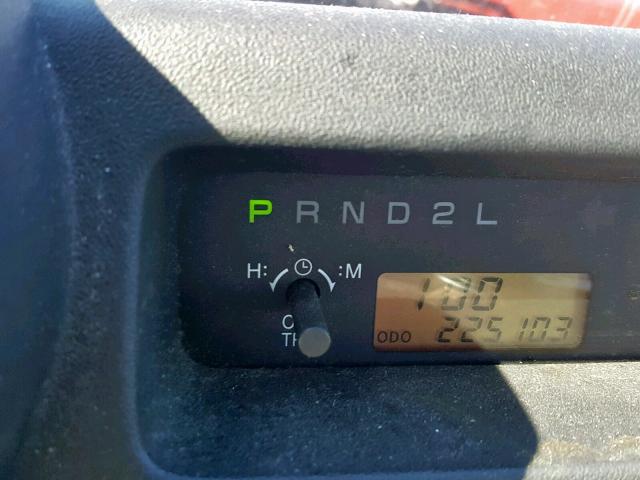 P R N D 2 L
H: :M
1:00
ODO 225103